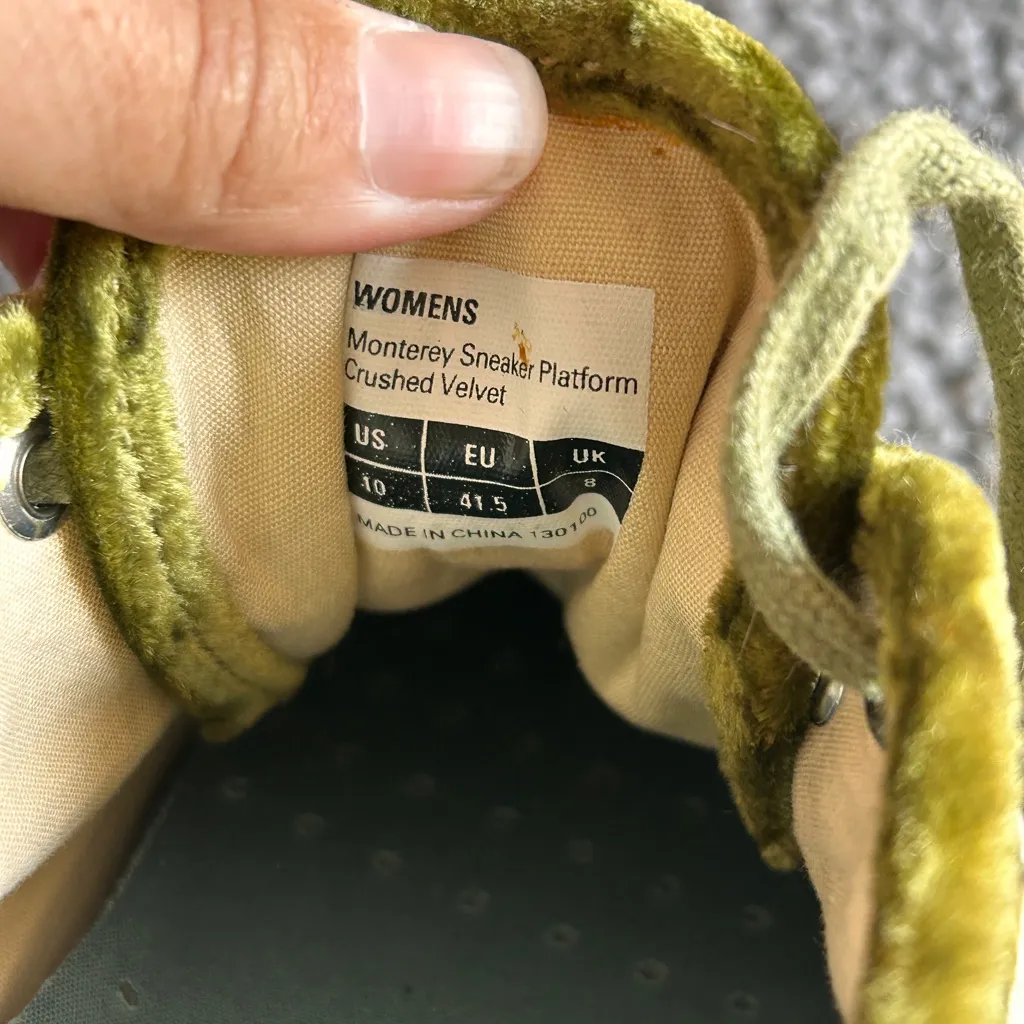 WOMENS
Monterey Sneaker Platform
Crushed Velvet
US EU UK
10 41.5 8
MADE IN CHINA 130100